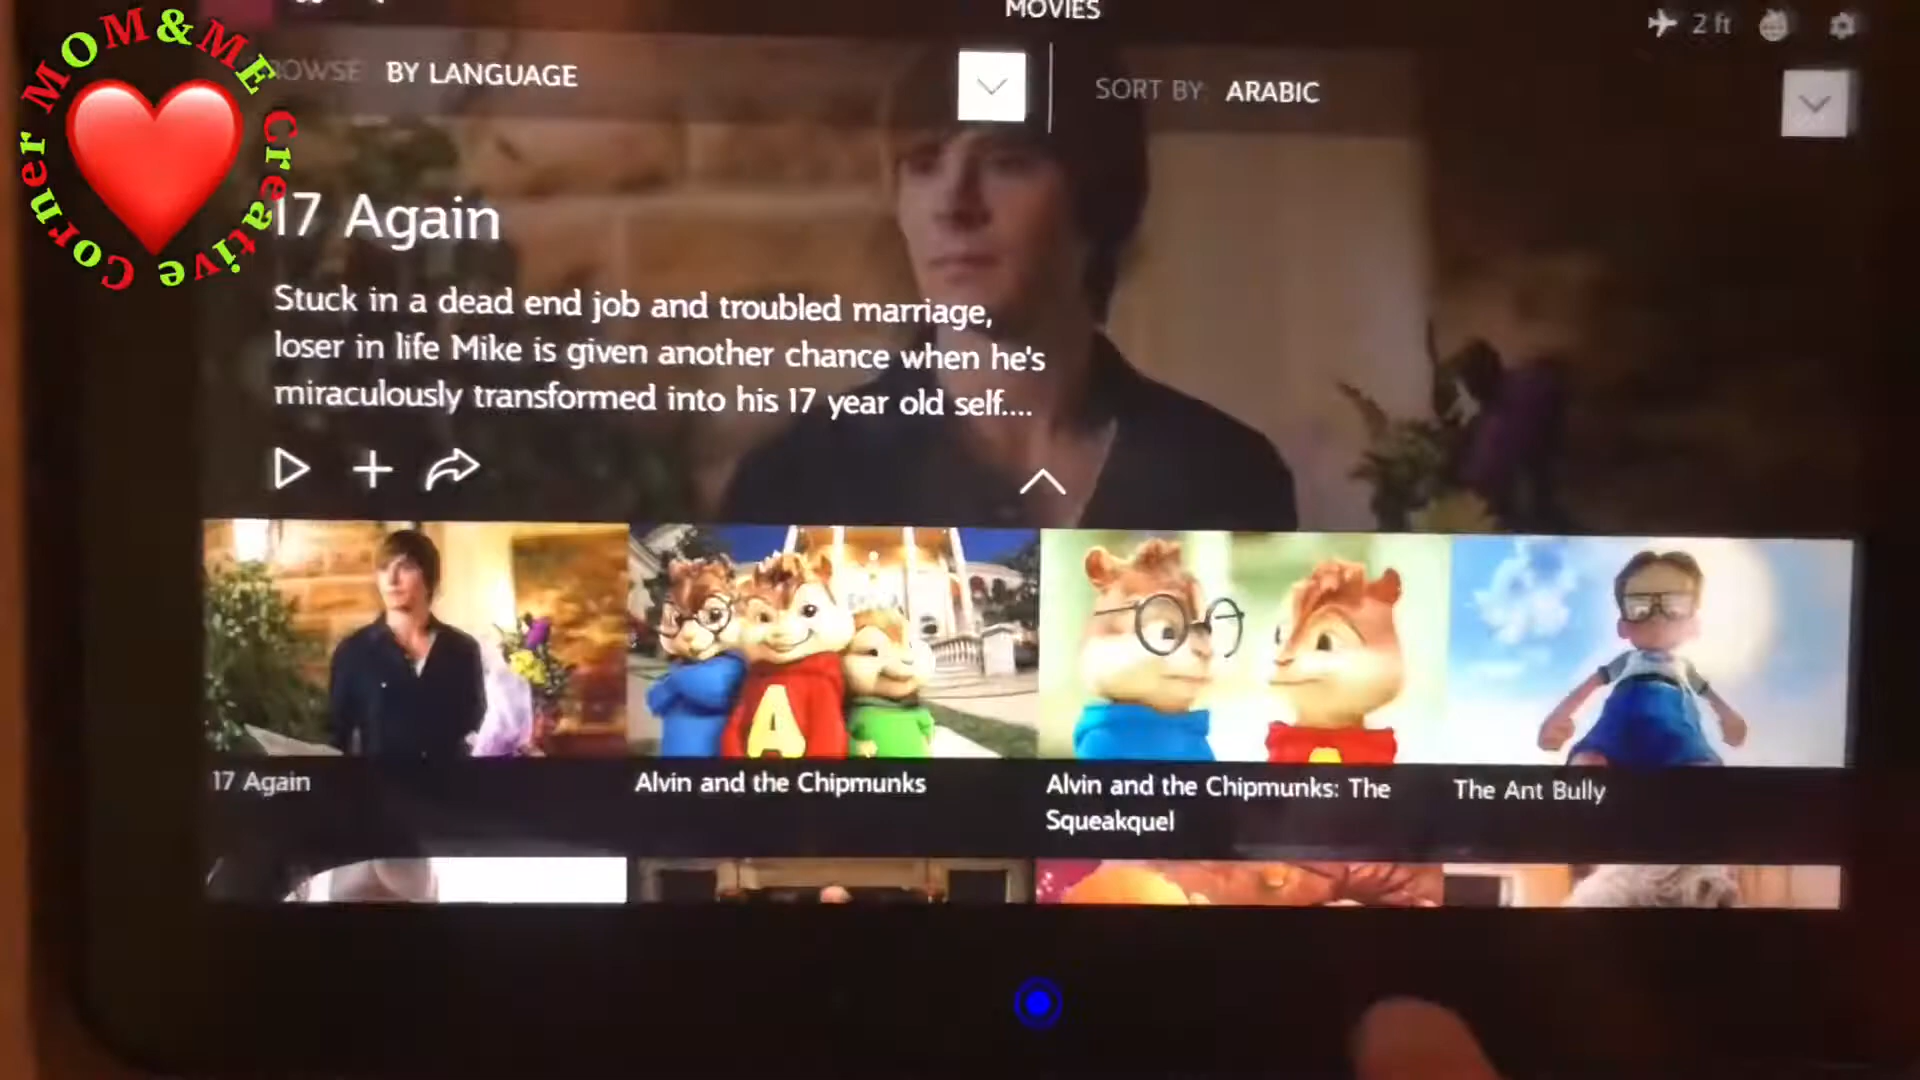 MOVIES
2 ft
MOM&ME Creative Corner
BROWSE: BY LANGUAGE
SORT BY: ARABIC
17 Again
Stuck in a dead end job and troubled marriage,
loser in life Mike is given another chance when he's
miraculously transformed into his 17 year old self....
A
17 Again
Alvin and the Chipmunks
Alvin and the Chipmunks: The
Squeakquel
The Ant Bully